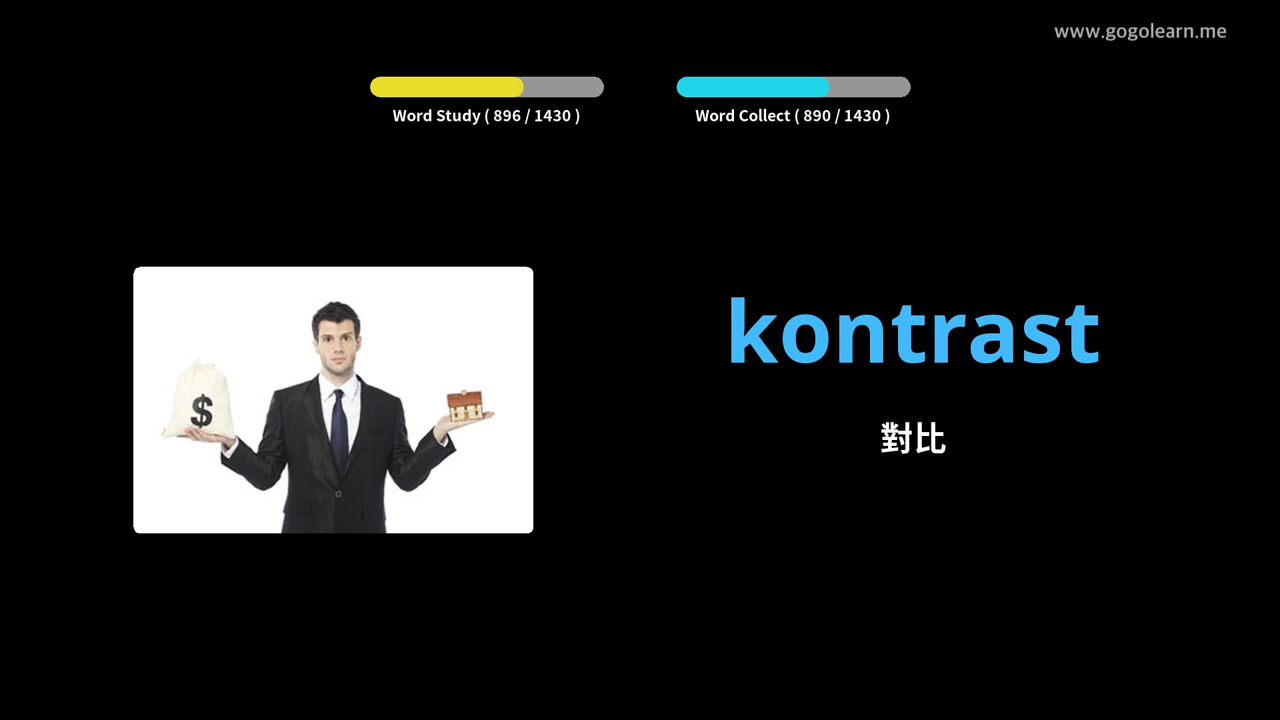 www.gogolearn.me
Word Study ( 896 / 1430 )
Word Collect ( 890 / 1430 )
$
kontrast
對比